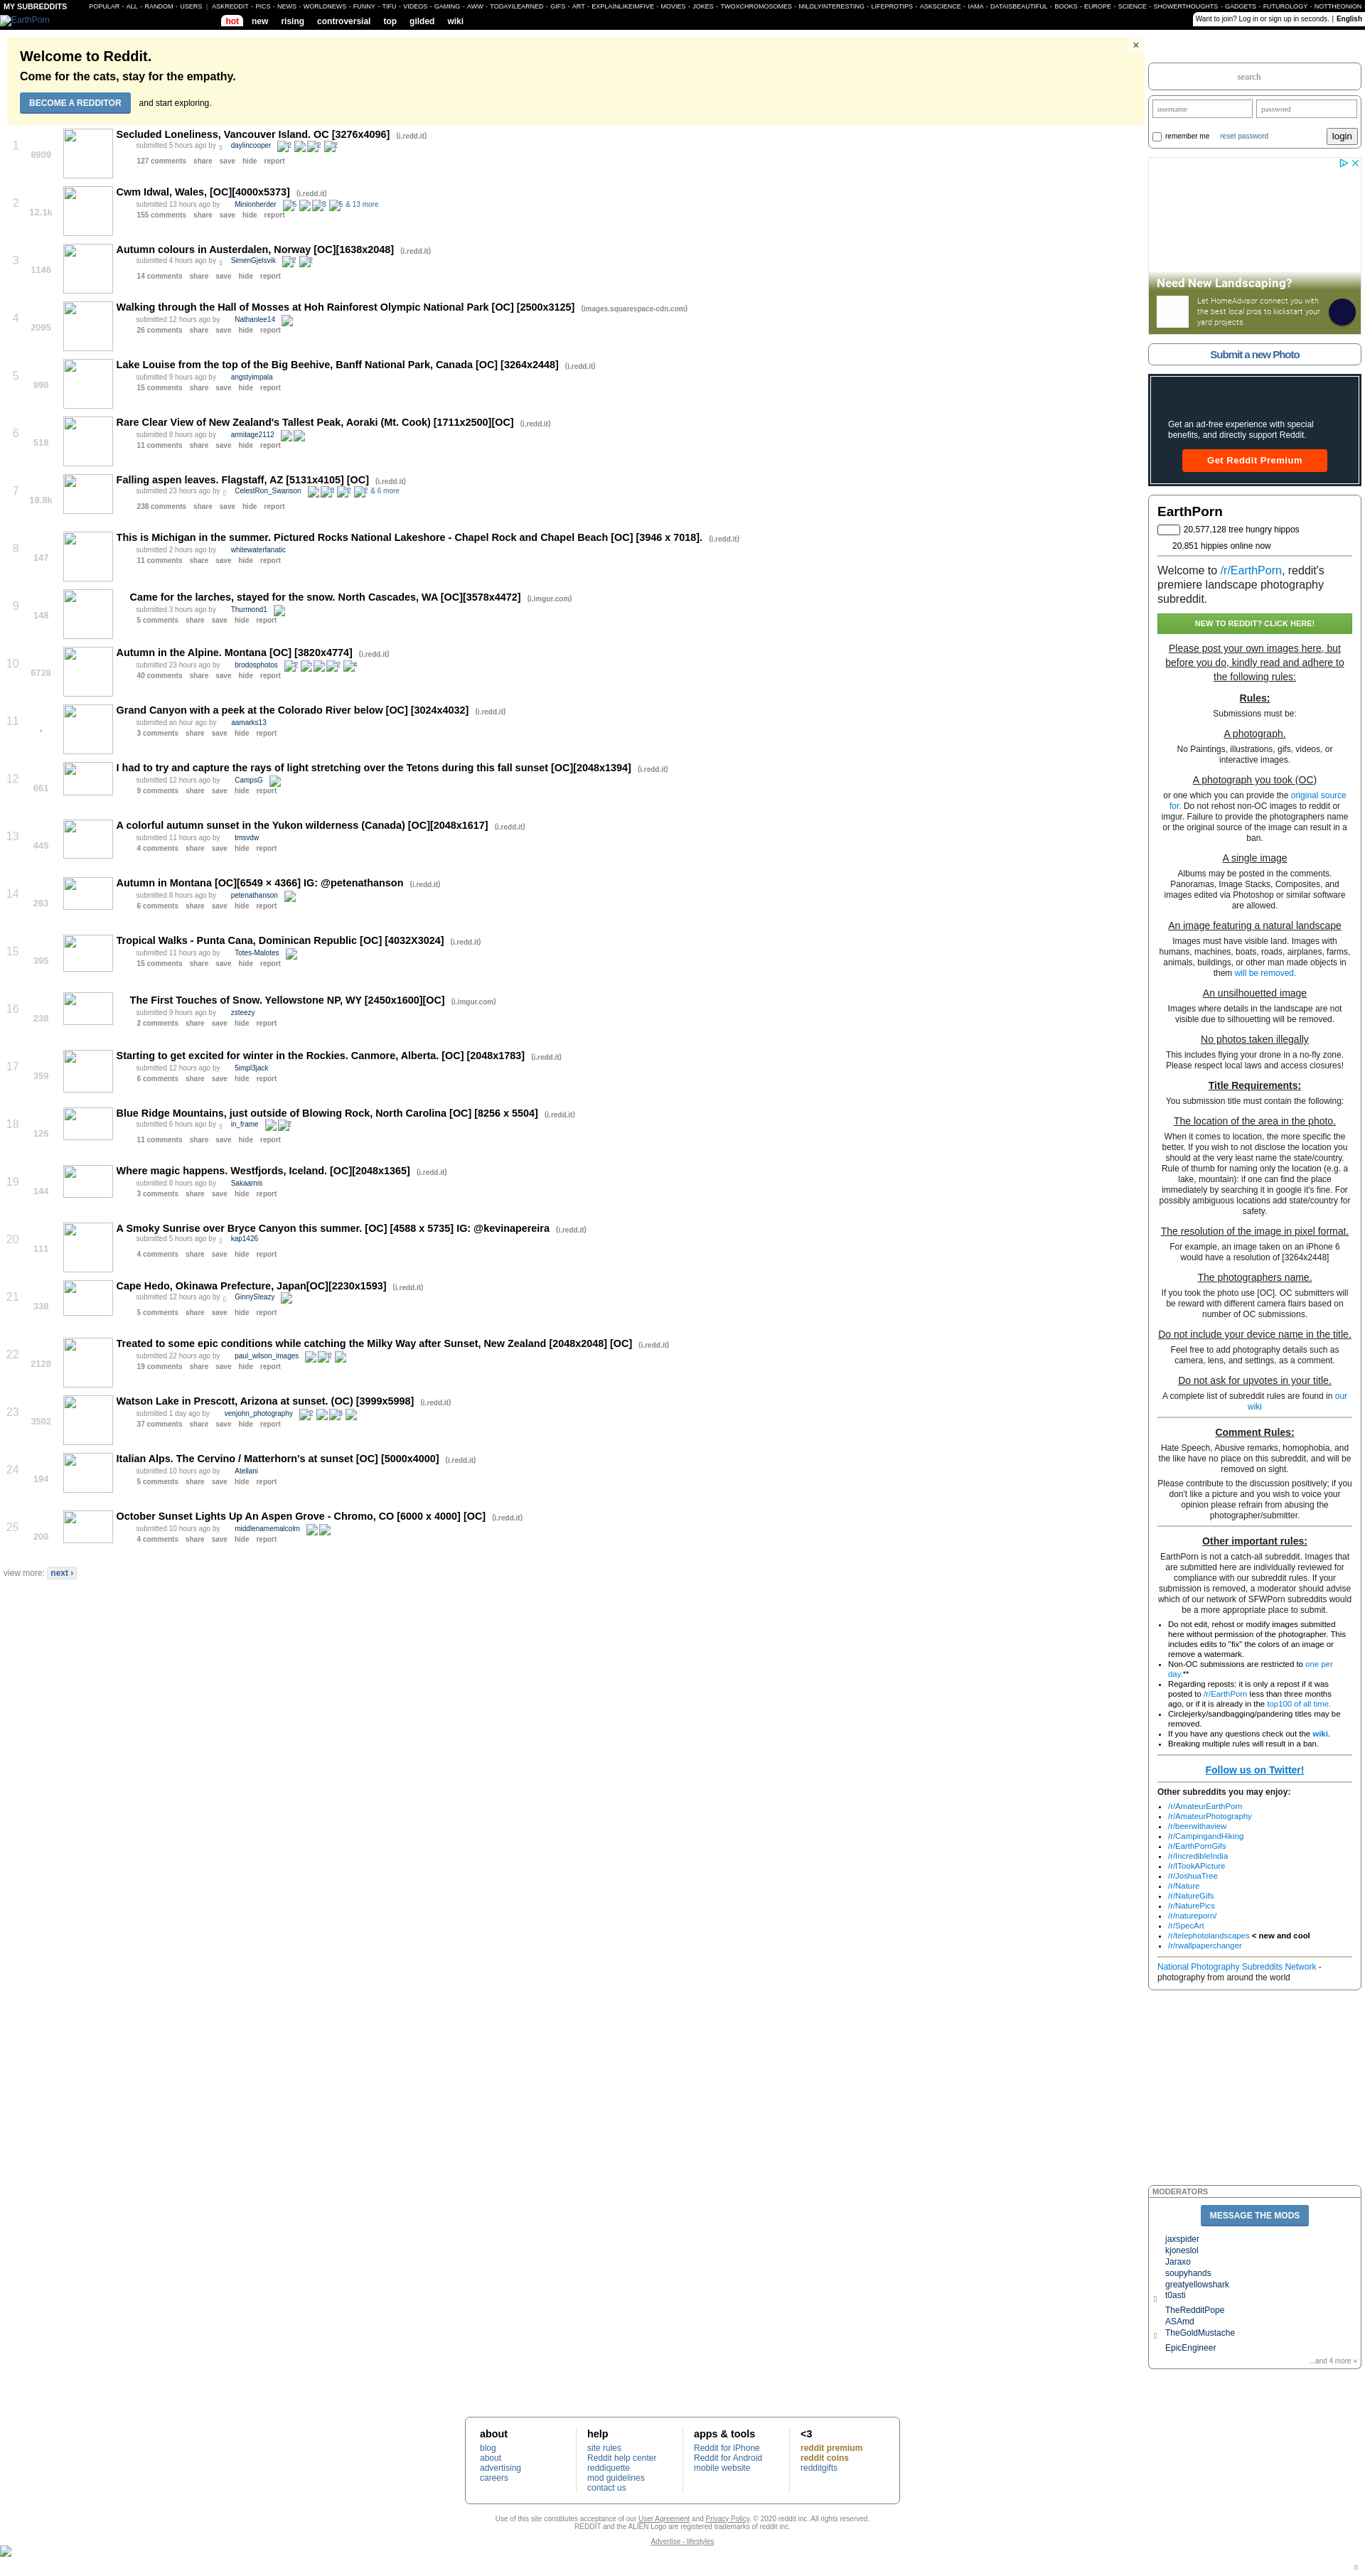 MY SUBREDDITS POPULAR - ALL - RANDOM - USERS | ASKREDDIT - PICS - NEWS - WORLDNEWS - FUNNY - TIFU - VIDEOS - GAMING - AWW - TODAYILEARNED - GIFS - ART - EXPLAINLIKEIMFIVE - MOVIES - JOKES - TWOXCHROMOSOMES - MILDLYINTERESTING - LIFEPROTIPS - ASKSCIENCE - IAMA - DATAISBEAUTIFUL - BOOKS - EUROPE - SCIENCE - SHOWERTHOUGHTS - GADGETS - FUTUROLOGY - NOTTHEONION
EarthPorn hot new rising controversial top gilded wiki
Want to join? Log in or sign up in seconds. | English
Welcome to Reddit.
Come for the cats, stay for the empathy.
BECOME A REDDITOR and start exploring.
×
1 8909 Secluded Loneliness, Vancouver Island. OC [3276x4096] (i.redd.it)
submitted 5 hours ago by daylincooper 2 2 2
127 comments share save hide report
2 12.1k Cwm Idwal, Wales, [OC][4000x5373] (i.redd.it)
submitted 13 hours ago by Minionherder 5 3 5 & 13 more
155 comments share save hide report
3 1146 Autumn colours in Austerdalen, Norway [OC][1638x2048] (i.redd.it)
submitted 4 hours ago by SimenGjelsvik 2 2
14 comments share save hide report
4 2095 Walking through the Hall of Mosses at Hoh Rainforest Olympic National Park [OC] [2500x3125] (images.squarespace-cdn.com)
submitted 12 hours ago by Nathanlee14
26 comments share save hide report
5 990 Lake Louise from the top of the Big Beehive, Banff National Park, Canada [OC] [3264x2448] (i.redd.it)
submitted 9 hours ago by angstyimpala
15 comments share save hide report
6 518 Rare Clear View of New Zealand's Tallest Peak, Aoraki (Mt. Cook) [1711x2500][OC] (i.redd.it)
submitted 8 hours ago by armitage2112
11 comments share save hide report
7 19.8k Falling aspen leaves. Flagstaff, AZ [5131x4105] [OC] (i.redd.it)
submitted 23 hours ago by CelestRon_Swanson 3 2 2 & 6 more
238 comments share save hide report
8 147 This is Michigan in the summer. Pictured Rocks National Lakeshore - Chapel Rock and Chapel Beach [OC] [3946 x 7018]. (i.redd.it)
submitted 2 hours ago by whitewaterfanatic
11 comments share save hide report
9 148 Came for the larches, stayed for the snow. North Cascades, WA [OC][3578x4472] (i.imgur.com)
submitted 3 hours ago by Thurmond1
5 comments share save hide report
10 6728 Autumn in the Alpine. Montana [OC] [3820x4774] (i.redd.it)
submitted 23 hours ago by brodosphotos 2 2 4
40 comments share save hide report
11 • Grand Canyon with a peek at the Colorado River below [OC] [3024x4032] (i.redd.it)
submitted an hour ago by aamarks13
3 comments share save hide report
12 661 I had to try and capture the rays of light stretching over the Tetons during this fall sunset [OC][2048x1394] (i.redd.it)
submitted 12 hours ago by CampsG
9 comments share save hide report
13 445 A colorful autumn sunset in the Yukon wilderness (Canada) [OC][2048x1617] (i.redd.it)
submitted 11 hours ago by tmsvdw
4 comments share save hide report
14 263 Autumn in Montana [OC][6549 × 4366] IG: @petenathanson (i.redd.it)
submitted 8 hours ago by petenathanson
6 comments share save hide report
15 395 Tropical Walks - Punta Cana, Dominican Republic [OC] [4032X3024] (i.redd.it)
submitted 11 hours ago by Totes-Malotes
15 comments share save hide report
16 238 The First Touches of Snow. Yellowstone NP, WY [2450x1600][OC] (i.imgur.com)
submitted 9 hours ago by zsteezy
2 comments share save hide report
17 359 Starting to get excited for winter in the Rockies. Canmore, Alberta. [OC] [2048x1783] (i.redd.it)
submitted 12 hours ago by 5impl3jack
6 comments share save hide report
18 126 Blue Ridge Mountains, just outside of Blowing Rock, North Carolina [OC] [8256 x 5504] (i.redd.it)
submitted 6 hours ago by in_frame 2
11 comments share save hide report
19 144 Where magic happens. Westfjords, Iceland. [OC][2048x1365] (i.redd.it)
submitted 8 hours ago by Sakaarnis
3 comments share save hide report
20 111 A Smoky Sunrise over Bryce Canyon this summer. [OC] [4588 x 5735] IG: @kevinapereira (i.redd.it)
submitted 5 hours ago by kap1426
4 comments share save hide report
21 338 Cape Hedo, Okinawa Prefecture, Japan[OC][2230x1593] (i.redd.it)
submitted 12 hours ago by GinnySleazy
5 comments share save hide report
22 2128 Treated to some epic conditions while catching the Milky Way after Sunset, New Zealand [2048x2048] [OC] (i.redd.it)
submitted 22 hours ago by paul_wilson_images 2
19 comments share save hide report
23 3502 Watson Lake in Prescott, Arizona at sunset. (OC) [3999x5998] (i.redd.it)
submitted 1 day ago by venjohn_photography 2 3
37 comments share save hide report
24 194 Italian Alps. The Cervino / Matterhorn's at sunset [OC] [5000x4000] (i.redd.it)
submitted 10 hours ago by Atellani
5 comments share save hide report
25 200 October Sunset Lights Up An Aspen Grove - Chromo, CO [6000 x 4000] [OC] (i.redd.it)
submitted 10 hours ago by middlenamemalcolm
4 comments share save hide report
view more: next ›
search
username password
remember me reset password login
Need New Landscaping?
Let HomeAdvisor connect you with
the best local pros to kickstart your
yard projects.
Submit a new Photo
Get an ad-free experience with special
benefits, and directly support Reddit.
Get Reddit Premium
EarthPorn
20,577,128 tree hungry hippos
20,851 hippies online now
Welcome to /r/EarthPorn, reddit's
premiere landscape photography
subreddit.
NEW TO REDDIT? CLICK HERE!
Please post your own images here, but
before you do, kindly read and adhere to
the following rules:
Rules:
Submissions must be:
A photograph.
No Paintings, illustrations, gifs, videos, or
interactive images.
A photograph you took (OC)
or one which you can provide the original source
for. Do not rehost non-OC images to reddit or
imgur. Failure to provide the photographers name
or the original source of the image can result in a
ban.
A single image
Albums may be posted in the comments.
Panoramas, Image Stacks, Composites, and
images edited via Photoshop or similar software
are allowed.
An image featuring a natural landscape
Images must have visible land. Images with
humans, machines, boats, roads, airplanes, farms,
animals, buildings, or other man made objects in
them will be removed.
An unsilhouetted image
Images where details in the landscape are not
visible due to silhouetting will be removed.
No photos taken illegally
This includes flying your drone in a no-fly zone.
Please respect local laws and access closures!
Title Requirements:
You submission title must contain the following:
The location of the area in the photo.
When it comes to location, the more specific the
better. If you wish to not disclose the location you
should at the very least name the state/country.
Rule of thumb for naming only the location (e.g. a
lake, mountain): if one can find the place
immediately by searching it in google it's fine. For
possibly ambiguous locations add state/country for
safety.
The resolution of the image in pixel format.
For example, an image taken on an iPhone 6
would have a resolution of [3264x2448]
The photographers name.
If you took the photo use [OC]. OC submitters will
be reward with different camera flairs based on
number of OC submissions.
Do not include your device name in the title.
Feel free to add photography details such as
camera, lens, and settings, as a comment.
Do not ask for upvotes in your title.
A complete list of subreddit rules are found in our
wiki
Comment Rules:
Hate Speech, Abusive remarks, homophobia, and
the like have no place on this subreddit, and will be
removed on sight.
Please contribute to the discussion positively; if you
don't like a picture and you wish to voice your
opinion please refrain from abusing the
photographer/submitter.
Other important rules:
EarthPorn is not a catch-all subreddit. Images that
are submitted here are individually reviewed for
compliance with our subreddit rules. If your
submission is removed, a moderator should advise
which of our network of SFWPorn subreddits would
be a more appropriate place to submit.
• Do not edit, rehost or modify images submitted
here without permission of the photographer. This
includes edits to "fix" the colors of an image or
remove a watermark.
• Non-OC submissions are restricted to one per
day.**
• Regarding reposts: it is only a repost if it was
posted to /r/EarthPorn less than three months
ago, or if it is already in the top100 of all time.
• Circlejerky/sandbagging/pandering titles may be
removed.
• If you have any questions check out the wiki.
• Breaking multiple rules will result in a ban.
Follow us on Twitter!
Other subreddits you may enjoy:
• /r/AmateurEarthPorn
• /r/AmateurPhotography
• /r/beerwithaview
• /r/CampingandHiking
• /r/EarthPornGifs
• /r/IncredibleIndia
• /r/ITookAPicture
• /r/JoshuaTree
• /r/Nature
• /r/NatureGifs
• /r/NaturePics
• /r/natureporn/
• /r/SpecArt
• /r/telephotolandscapes < new and cool
• /r/rwallpaperchanger
National Photography Subreddits Network -
photography from around the world
MODERATORS
MESSAGE THE MODS
jaxspider
kjoneslol
Jaraxo
soupyhands
greatyellowshark
t0asti
TheRedditPope
ASAmd
TheGoldMustache
EpicEngineer
...and 4 more »
about
blog
about
advertising
careers
help
site rules
Reddit help center
reddiquette
mod guidelines
contact us
apps & tools
Reddit for iPhone
Reddit for Android
mobile website
<3
reddit premium
reddit coins
redditgifts
Use of this site constitutes acceptance of our User Agreement and Privacy Policy. © 2020 reddit inc. All rights reserved.
REDDIT and the ALIEN Logo are registered trademarks of reddit inc.
Advertise - lifestyles
π